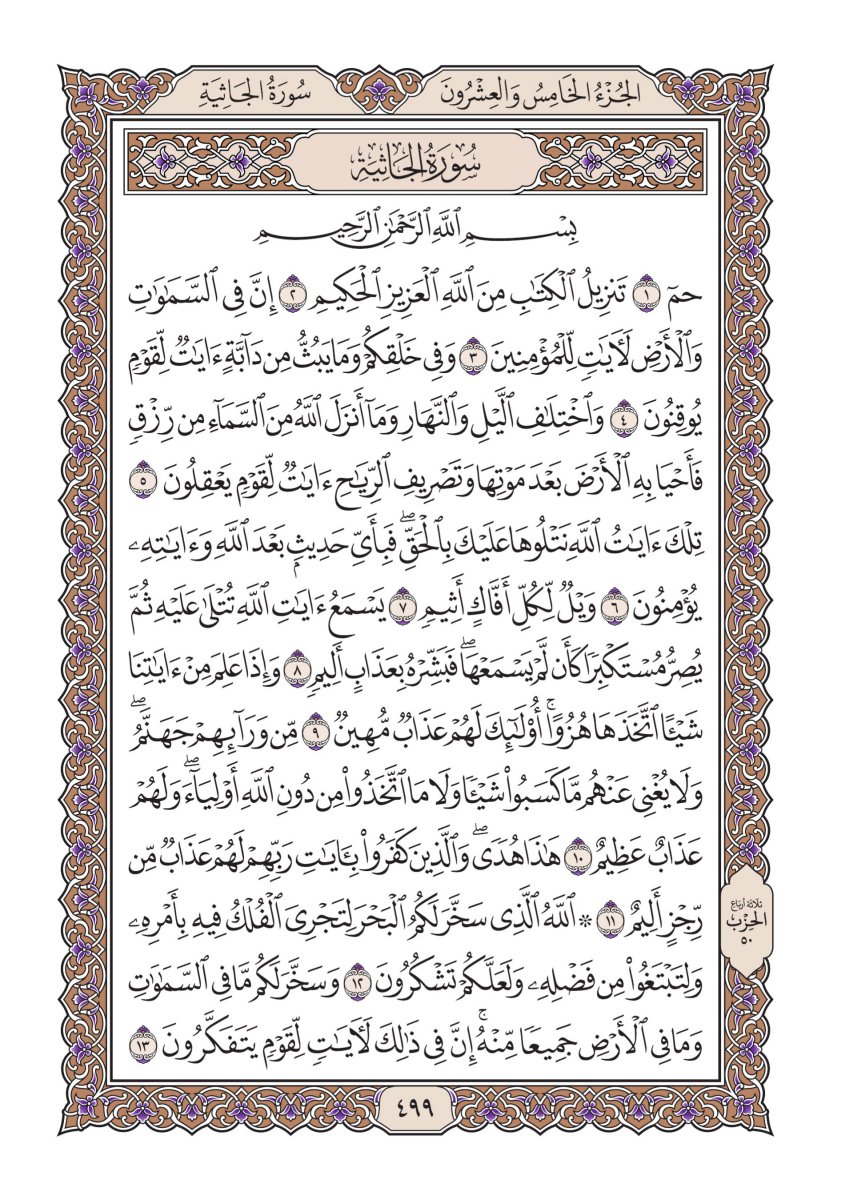 الجُزْءُ الخَامِسُ وَالعِشْرُونَ
سُورَةُ الجَاثِيَةِ
سُورَةُ الجَاثِيَةِ
بِسْمِ ٱللَّهِ ٱلرَّحْمَٰنِ ٱلرَّحِيمِ
حمٓ ١ تَنزِيلُ ٱلْكِتَٰبِ مِنَ ٱللَّهِ ٱلْعَزِيزِ ٱلْحَكِيمِ ٢ إِنَّ فِى ٱلسَّمَٰوَٰتِ
وَٱلْأَرْضِ لَءَايَٰتٍ لِّلْمُؤْمِنِينَ ٣ وَفِى خَلْقِكُمْ وَمَا يَبُثُّ مِن دَآبَّةٍ ءَايَٰتٌ لِّقَوْمٍ
يُوقِنُونَ ٤ وَٱخْتِلَٰفِ ٱلَّيْلِ وَٱلنَّهَارِ وَمَآ أَنزَلَ ٱللَّهُ مِنَ ٱلسَّمَآءِ مِن رِّزْقٍ
فَأَحْيَا بِهِ ٱلْأَرْضَ بَعْدَ مَوْتِهَا وَتَصْرِيفِ ٱلرِّيَٰحِ ءَايَٰتٌ لِّقَوْمٍ يَعْقِلُونَ ٥
تِلْكَ ءَايَٰتُ ٱللَّهِ نَتْلُوهَا عَلَيْكَ بِٱلْحَقِّ ۖ فَبِأَىِّ حَدِيثٍۭ بَعْدَ ٱللَّهِ وَءَايَٰتِهِۦ
يُؤْمِنُونَ ٦ وَيْلٌ لِّكُلِّ أَفَّاكٍ أَثِيمٍ ٧ يَسْمَعُ ءَايَٰتِ ٱللَّهِ تُتْلَىٰ عَلَيْهِ ثُمَّ
يُصِرُّ مُسْتَكْبِرًا كَأَن لَّمْ يَسْمَعْهَا ۖ فَبَشِّرْهُ بِعَذَابٍ أَلِيمٍ ٨ وَإِذَا عَلِمَ مِنْ ءَايَٰتِنَا
شَيْـًٔا ٱتَّخَذَهَا هُزُوًا ۚ أُو۟لَٰٓئِكَ لَهُمْ عَذَابٌ مُّهِينٌ ٩ مِّن وَرَآئِهِمْ جَهَنَّمُ ۖ
وَلَا يُغْنِى عَنْهُم مَّا كَسَبُوا۟ شَيْـًٔا وَلَا مَا ٱتَّخَذُوا۟ مِن دُونِ ٱللَّهِ أَوْلِيَآءَ ۖ وَلَهُمْ
عَذَابٌ عَظِيمٌ ١٠ هَٰذَا هُدًى ۖ وَٱلَّذِينَ كَفَرُوا۟ بِـَٔايَٰتِ رَبِّهِمْ لَهُمْ عَذَابٌ مِّن
رِّجْزٍ أَلِيمٌ ١١ ۞ ٱللَّهُ ٱلَّذِى سَخَّرَ لَكُمُ ٱلْبَحْرَ لِتَجْرِىَ ٱلْفُلْكُ فِيهِ بِأَمْرِهِۦ
وَلِتَبْتَغُوا۟ مِن فَضْلِهِۦ وَلَعَلَّكُمْ تَشْكُرُونَ ١٢ وَسَخَّرَ لَكُم مَّا فِى ٱلسَّمَٰوَٰتِ
وَمَا فِى ٱلْأَرْضِ جَمِيعًا مِّنْهُ ۚ إِنَّ فِى ذَٰلِكَ لَءَايَٰتٍ لِّقَوْمٍ يَتَفَكَّرُونَ ١٣
ثلاثة أرباع
الحِزْب
٥٠
٤٩٩